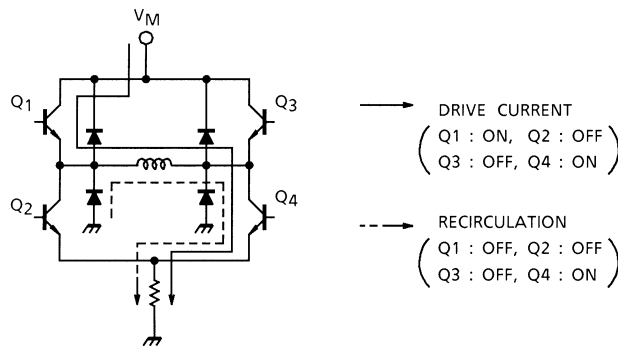 VM
Q1
Q3
Q2
Q4
DRIVE CURRENT
( Q1 : ON, Q2 : OFF
Q3 : OFF, Q4 : ON )
RECIRCULATION
( Q1 : OFF, Q2 : OFF
Q3 : OFF, Q4 : ON )